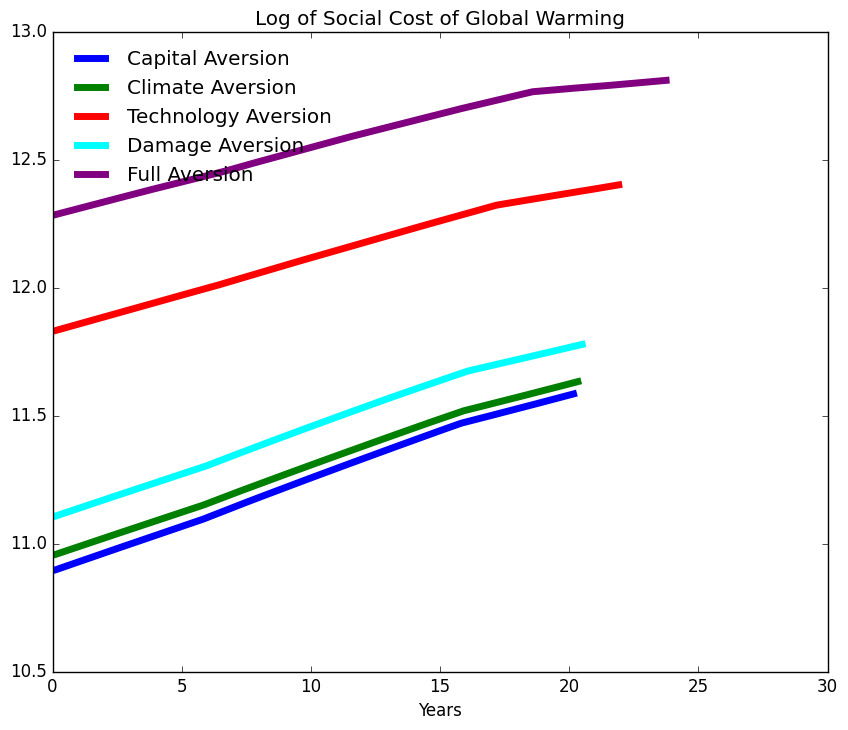 Log of Social Cost of Global Warming
13.0
12.5
12.0
11.5
11.0
10.5
Capital Aversion
Climate Aversion
Technology Aversion
Damage Aversion
Full Aversion
0 5 10 15 20 25 30
Years